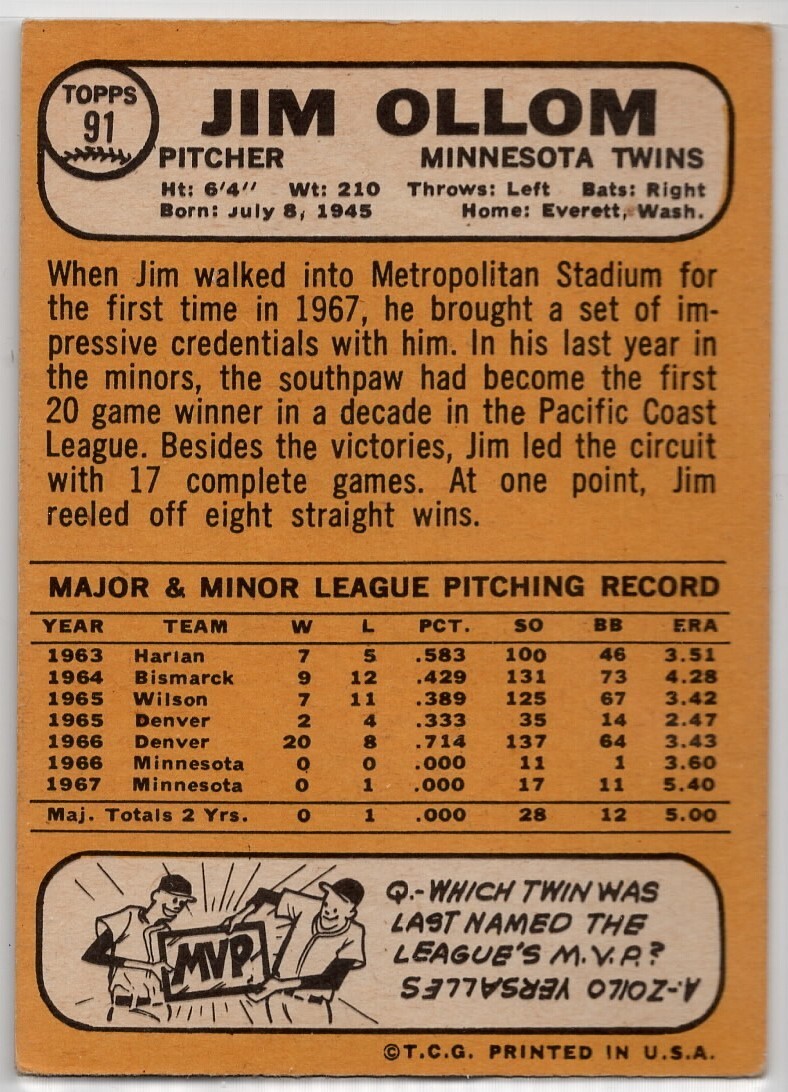 TOPPS
91
JIM OLLOM
PITCHER MINNESOTA TWINS
Ht: 6'4" Wt: 210 Throws: Left Bats: Right
Born: July 8, 1945 Home: Everett, Wash.
When Jim walked into Metropolitan Stadium for
the first time in 1967, he brought a set of im-
pressive credentials with him. In his last year in
the minors, the southpaw had become the first
20 game winner in a decade in the Pacific Coast
League. Besides the victories, Jim led the circuit
with 17 complete games. At one point, Jim
reeled off eight straight wins.
MAJOR & MINOR LEAGUE PITCHING RECORD
YEAR TEAM W L PCT. SO BB ERA
1963 Harlan 7 5 .583 100 46 3.51
1964 Bismarck 9 12 .429 131 73 4.28
1965 Wilson 7 11 .389 125 67 3.42
1965 Denver 2 4 .333 35 14 2.47
1966 Denver 20 8 .714 137 64 3.43
1966 Minnesota 0 0 .000 11 1 3.60
1967 Minnesota 0 1 .000 17 11 5.40
Maj. Totals 2 Yrs. 0 1 .000 28 12 5.00
MVP
Q.-WHICH TWIN WAS
LAST NAMED THE
LEAGUE'S M.V.P.?
A-ZOILO VERSALLES
©T.C.G. PRINTED IN U.S.A.